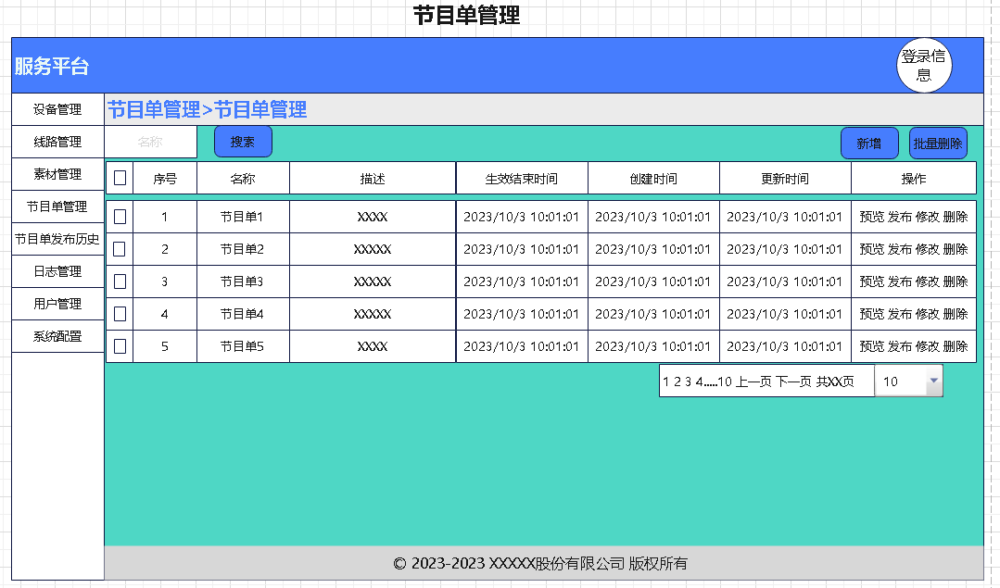 节目单管理
服务平台
登录信
息
设备管理
线路管理
素材管理
节目单管理
节目单发布历史
日志管理
用户管理
系统配置
节目单管理>节目单管理
名称 搜索 新增 批量删除
序号 名称 描述 生效结束时间 创建时间 更新时间 操作
1 节目单1 XXXX 2023/10/3 10:01:01 2023/10/3 10:01:01 2023/10/3 10:01:01 预览 发布 修改 删除
2 节目单2 XXXXX 2023/10/3 10:01:01 2023/10/3 10:01:01 2023/10/3 10:01:01 预览 发布 修改 删除
3 节目单3 XXXXX 2023/10/3 10:01:01 2023/10/3 10:01:01 2023/10/3 10:01:01 预览 发布 修改 删除
4 节目单4 XXXXX 2023/10/3 10:01:01 2023/10/3 10:01:01 2023/10/3 10:01:01 预览 发布 修改 删除
5 节目单5 XXXX 2023/10/3 10:01:01 2023/10/3 10:01:01 2023/10/3 10:01:01 预览 发布 修改 删除
1 2 3 4.....10 上一页 下一页 共XX页 10
© 2023-2023 XXXXX股份有限公司 版权所有